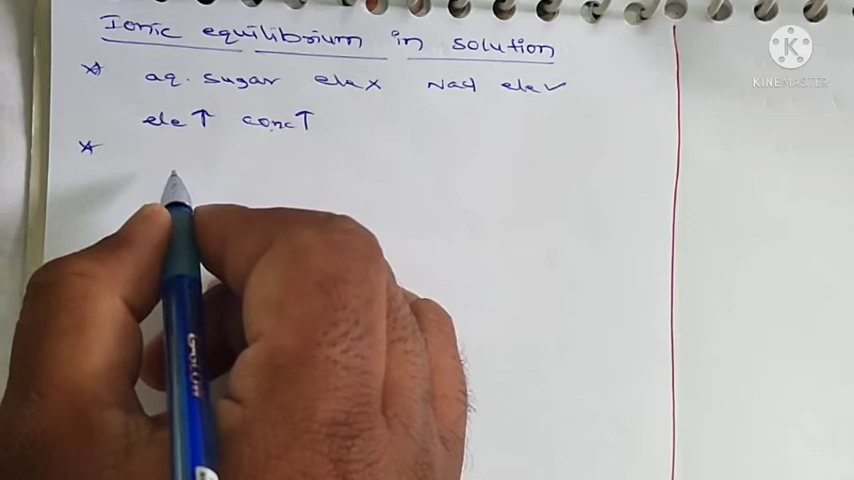 Ionic equilibrium in solution
* aq. sugar ele x Nacl ele ✓
ele ↑ conc ↑
*
KINEMASTER